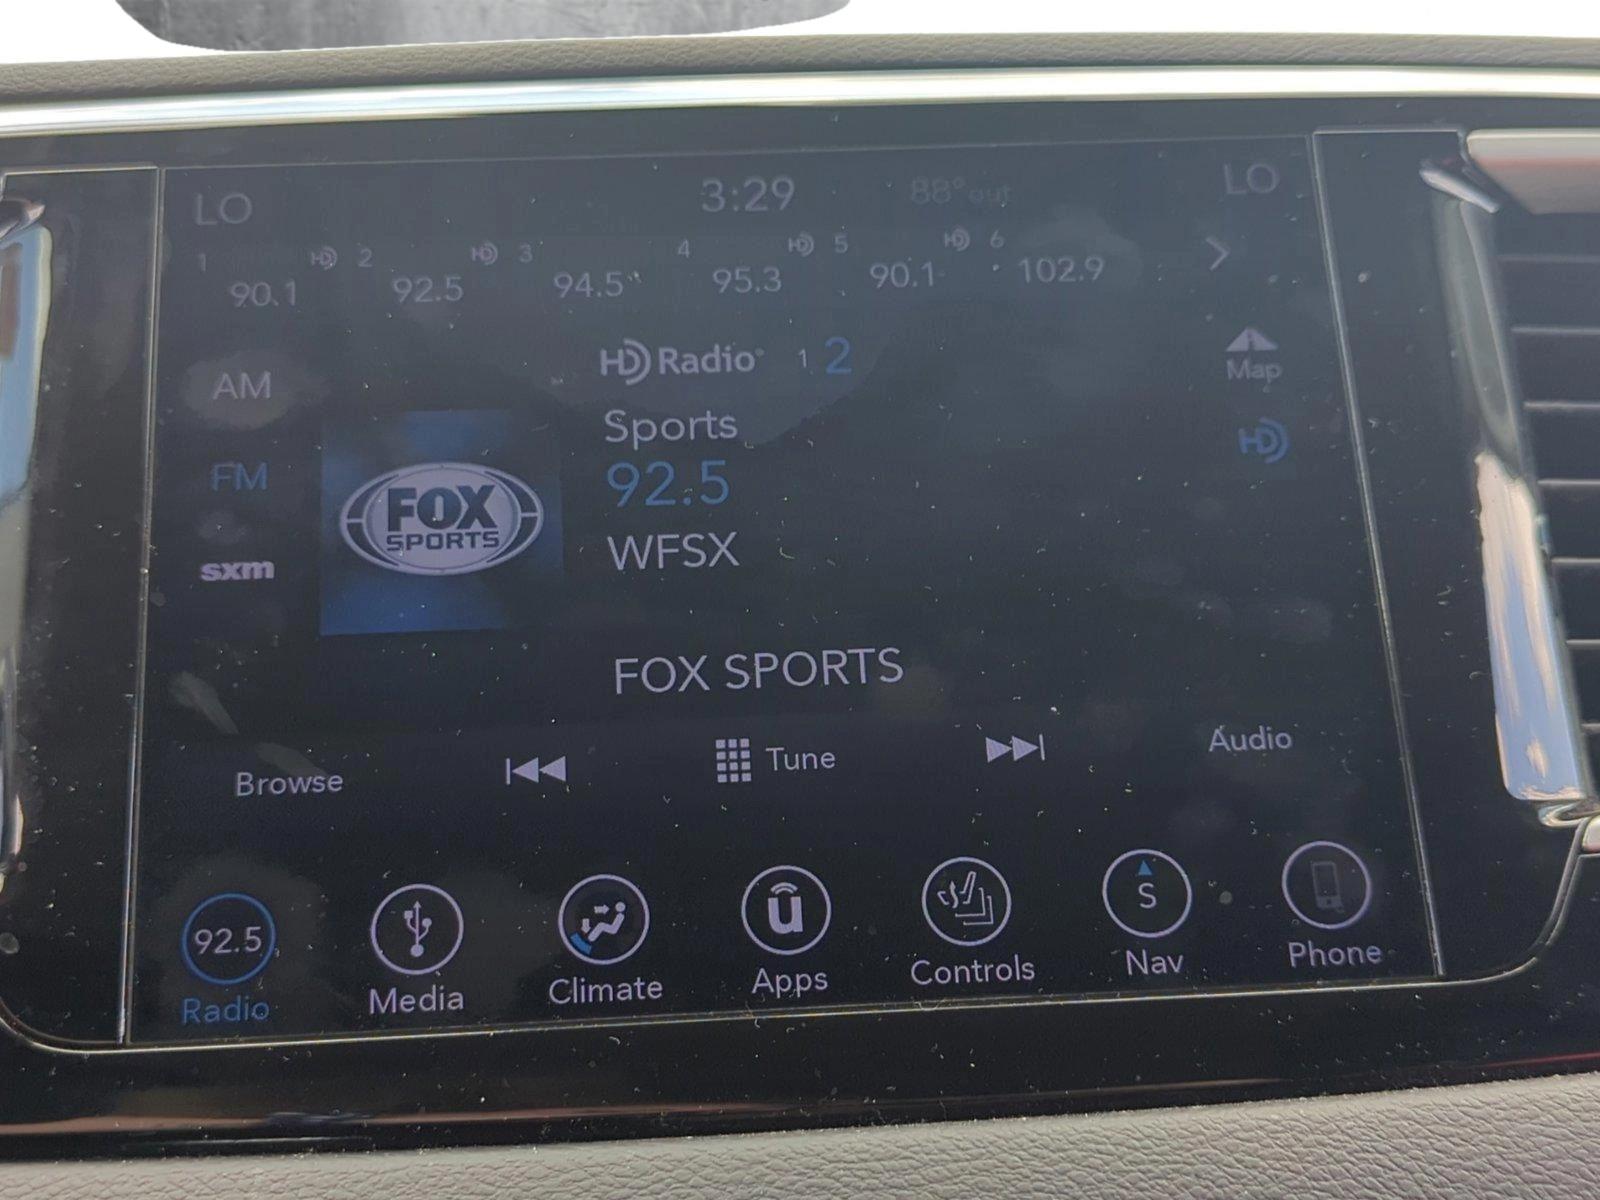 LO 3:29 88° out LO
1 HD 2 HD 3 4 HD 5 HD 6
90.1 92.5 94.5 95.3 90.1 102.9
HD Radio 1 2
Map
AM
Sports
HD
FM
92.5
FOX
SPORTS
WFSX
sxm
FOX SPORTS
Browse Tune Audio
92.5 u S
Radio Media Climate Apps Controls Nav Phone